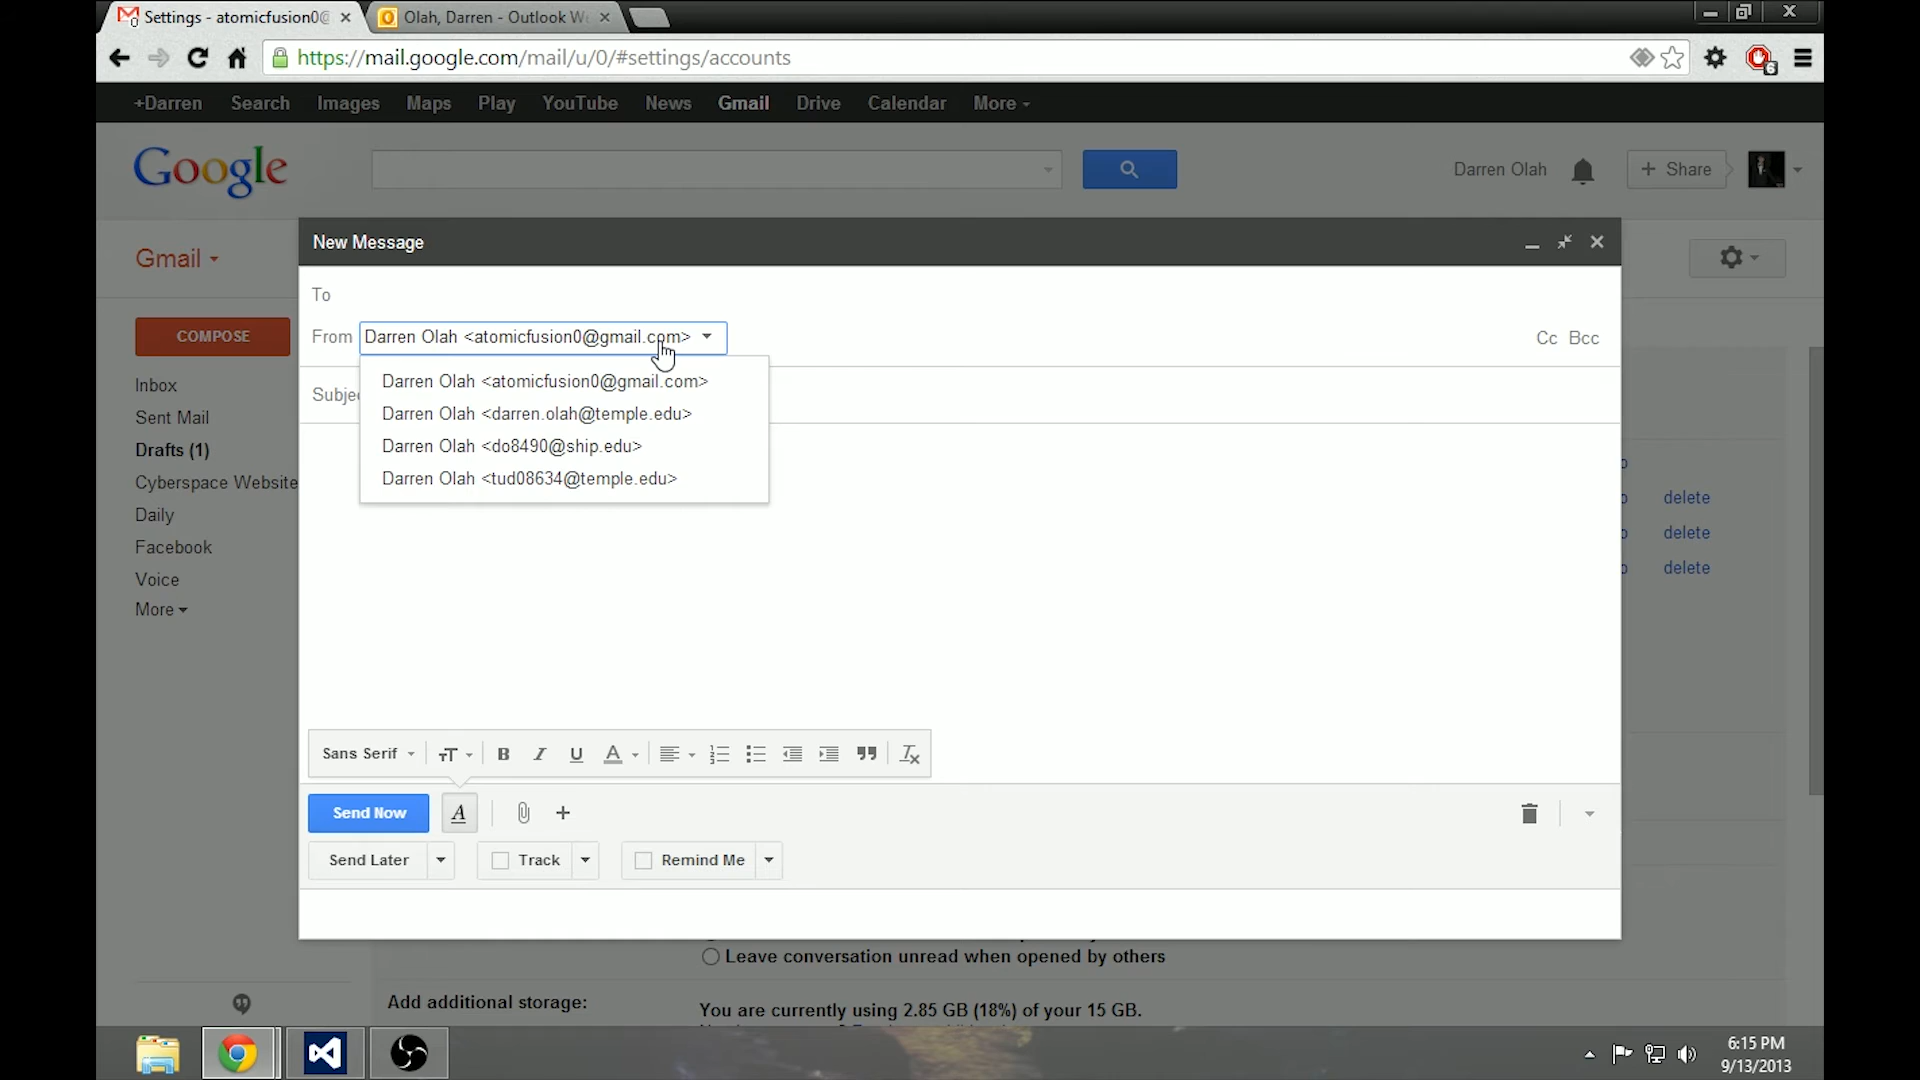 Settings - atomicfusion0@
Olah, Darren - Outlook W
https://mail.google.com/mail/u/0/#settings/accounts
6
+Darren Search Images Maps Play YouTube News Gmail Drive Calendar More
Google
Darren Olah
+ Share
Gmail
New Message
To
From Darren Olah <atomicfusion0@gmail.com>
Cc Bcc
Darren Olah <atomicfusion0@gmail.com>
Darren Olah <darren.olah@temple.edu>
Darren Olah <do8490@ship.edu>
Darren Olah <tud08634@temple.edu>
Subje
COMPOSE
Inbox
Sent Mail
Drafts (1)
Cyberspace Website
Daily
Facebook
Voice
More
delete
delete
delete
Sans Serif
B I U A
Send Now A
Send Later Track Remind Me
Leave conversation unread when opened by others
Add additional storage:
You are currently using 2.85 GB (18%) of your 15 GB.
6:15 PM
9/13/2013